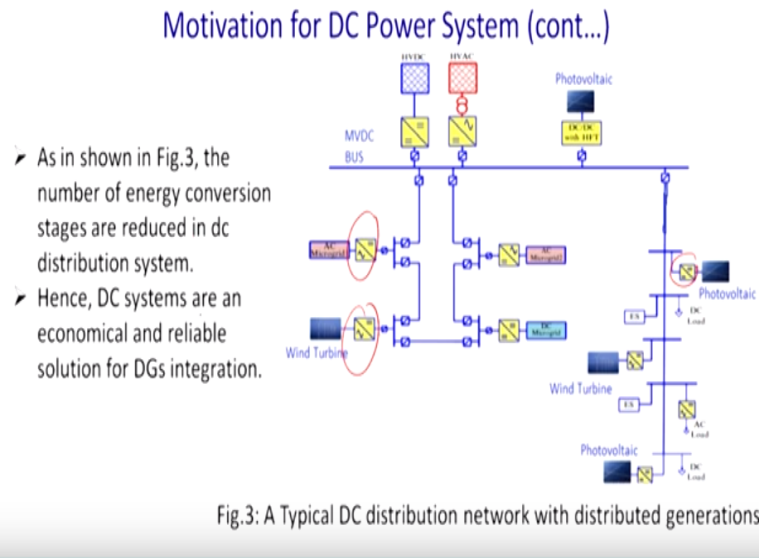 Motivation for DC Power System (cont...)
➤ As in shown in Fig.3, the
number of energy conversion
stages are reduced in dc
distribution system.
➤ Hence, DC systems are an
economical and reliable
solution for DGs integration.
HVDC
HVAC
Photovoltaic
DC/DC
with HFT
MVDC
BUS
AC
Microgrid
AC
Microgrid
Photovoltaic
ES
DC
Load
Wind Turbine
DC
Microgrid
Wind Turbine
ES
AC
Load
Photovoltaic
DC
Load
Fig.3: A Typical DC distribution network with distributed generations